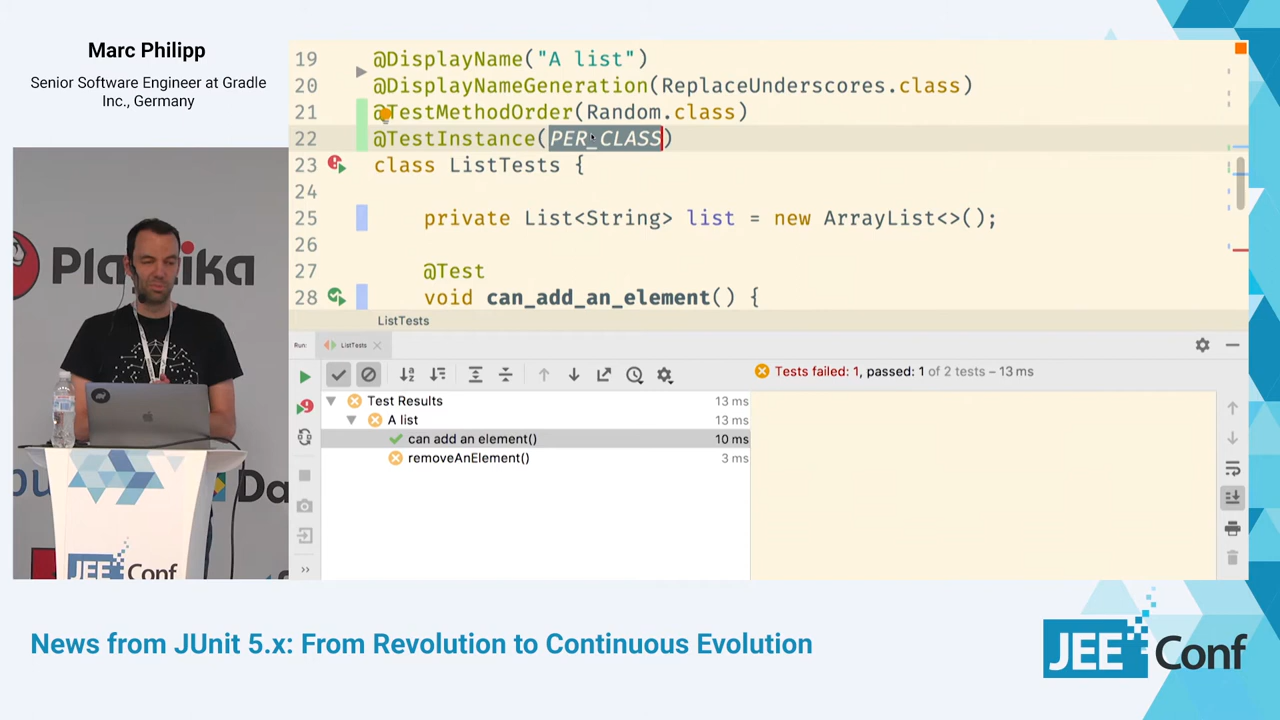 Marc Philipp
Senior Software Engineer at Gradle
Inc., Germany
19 @DisplayName("A list")
20 @DisplayNameGeneration(ReplaceUnderscores.class)
21 @TestMethodOrder(Random.class)
22 @TestInstance(PER_CLASS)
23 class ListTests {
24
25 private List<String> list = new ArrayList<>();
26
27 @Test
28 void can_add_an_element() {
ListTests
Run: ListTests
Tests failed: 1, passed: 1 of 2 tests – 13 ms
Test Results 13 ms
A list 13 ms
can add an element() 10 ms
removeAnElement() 3 ms
JEE Conf
News from JUnit 5.x: From Revolution to Continuous Evolution
JEE Conf